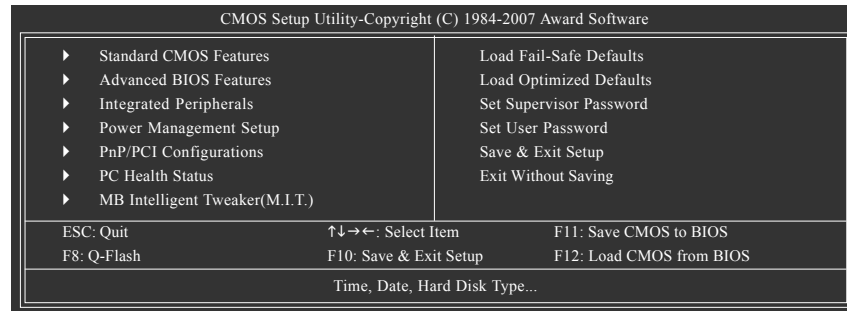 CMOS Setup Utility-Copyright (C) 1984-2007 Award Software
Standard CMOS Features
Advanced BIOS Features
Integrated Peripherals
Power Management Setup
PnP/PCI Configurations
PC Health Status
MB Intelligent Tweaker(M.I.T.)
Load Fail-Safe Defaults
Load Optimized Defaults
Set Supervisor Password
Set User Password
Save & Exit Setup
Exit Without Saving
ESC: Quit ↑↓→←: Select Item F11: Save CMOS to BIOS
F8: Q-Flash F10: Save & Exit Setup F12: Load CMOS from BIOS
Time, Date, Hard Disk Type...